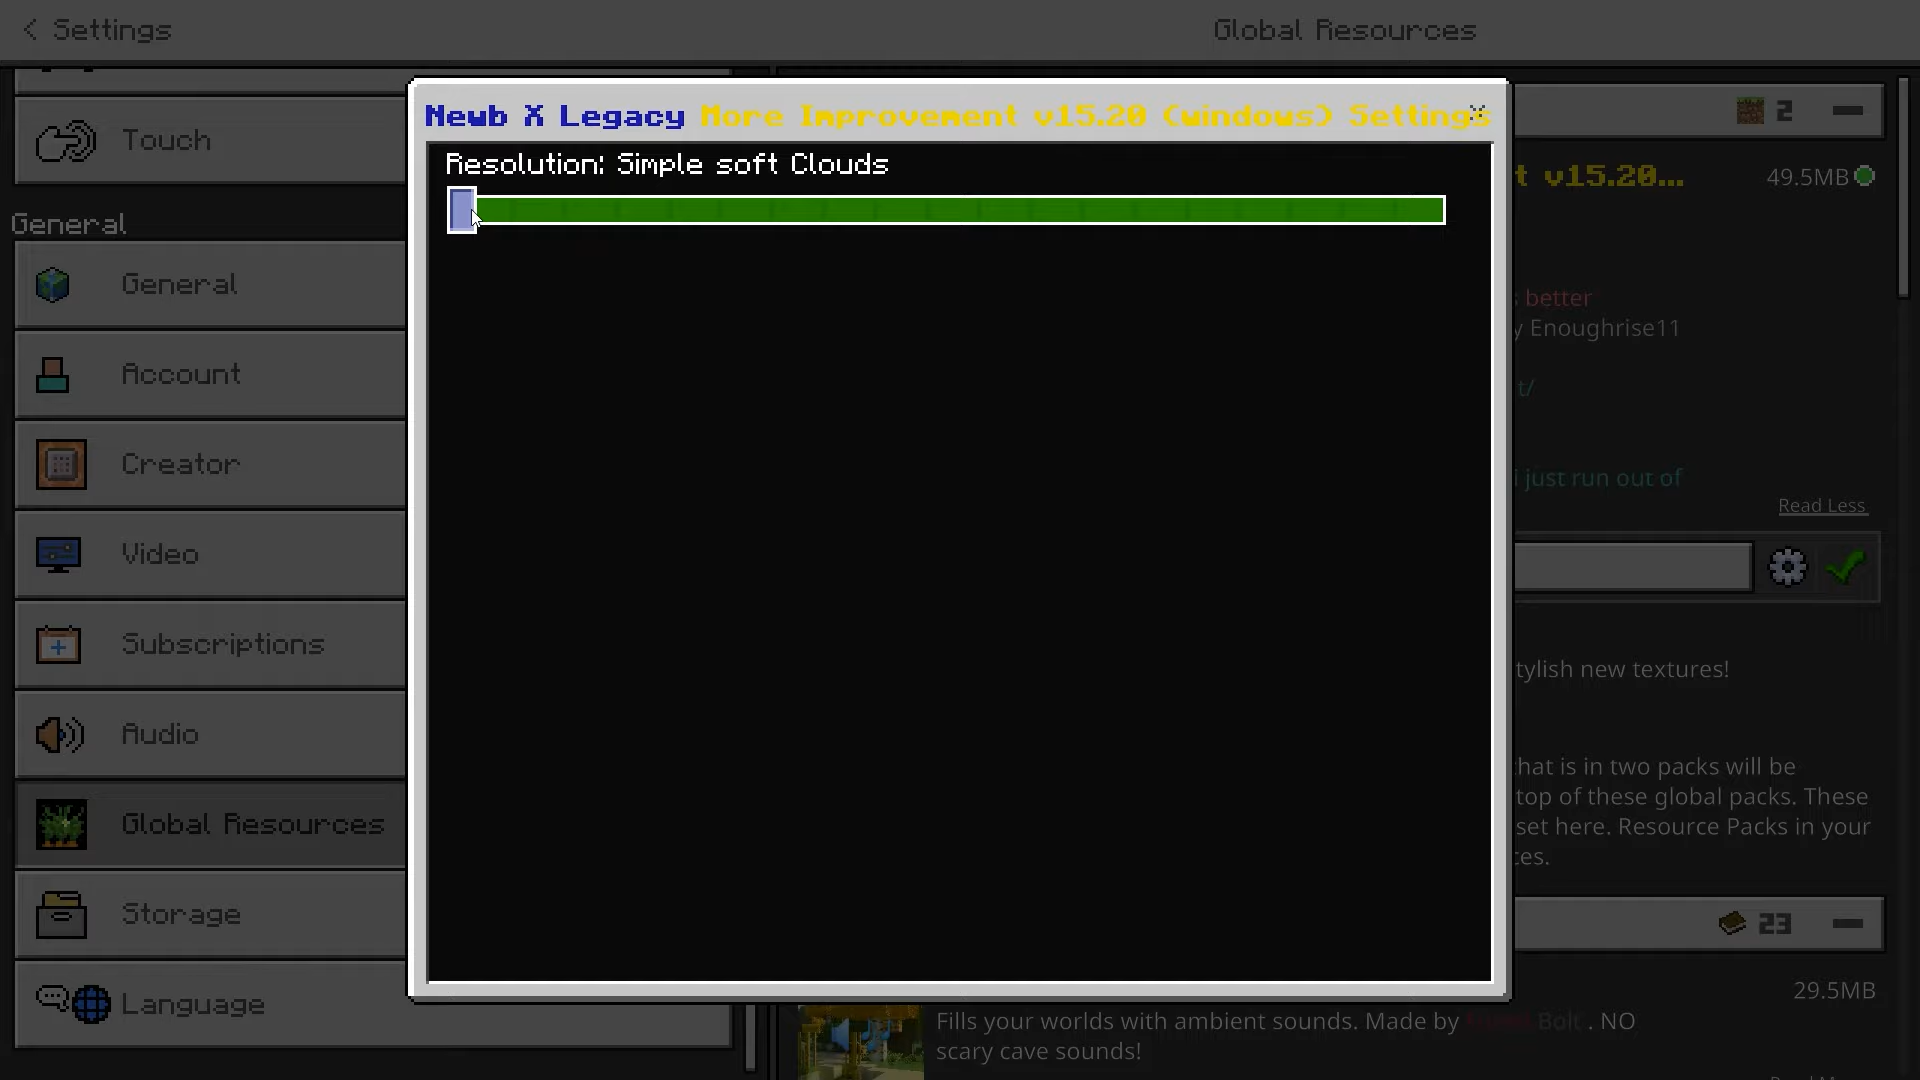 Settings
Global Resources
Newb X Legacy More Improvement v15.20 (windows) Settings
Resolution: Simple soft Clouds
Touch
General
General
Account
Creator
Video
Subscriptions
Audio
Global Resources
Storage
Language
2
t v15.20...
49.5MB
better
y Enoughrise11
t/
i just run out of
Read Less
tylish new textures!
hat is in two packs will be
top of these global packs. These
set here. Resource Packs in your
ces.
23
29.5MB
Fills your worlds with ambient sounds. Made by Bolt . NO
scary cave sounds!